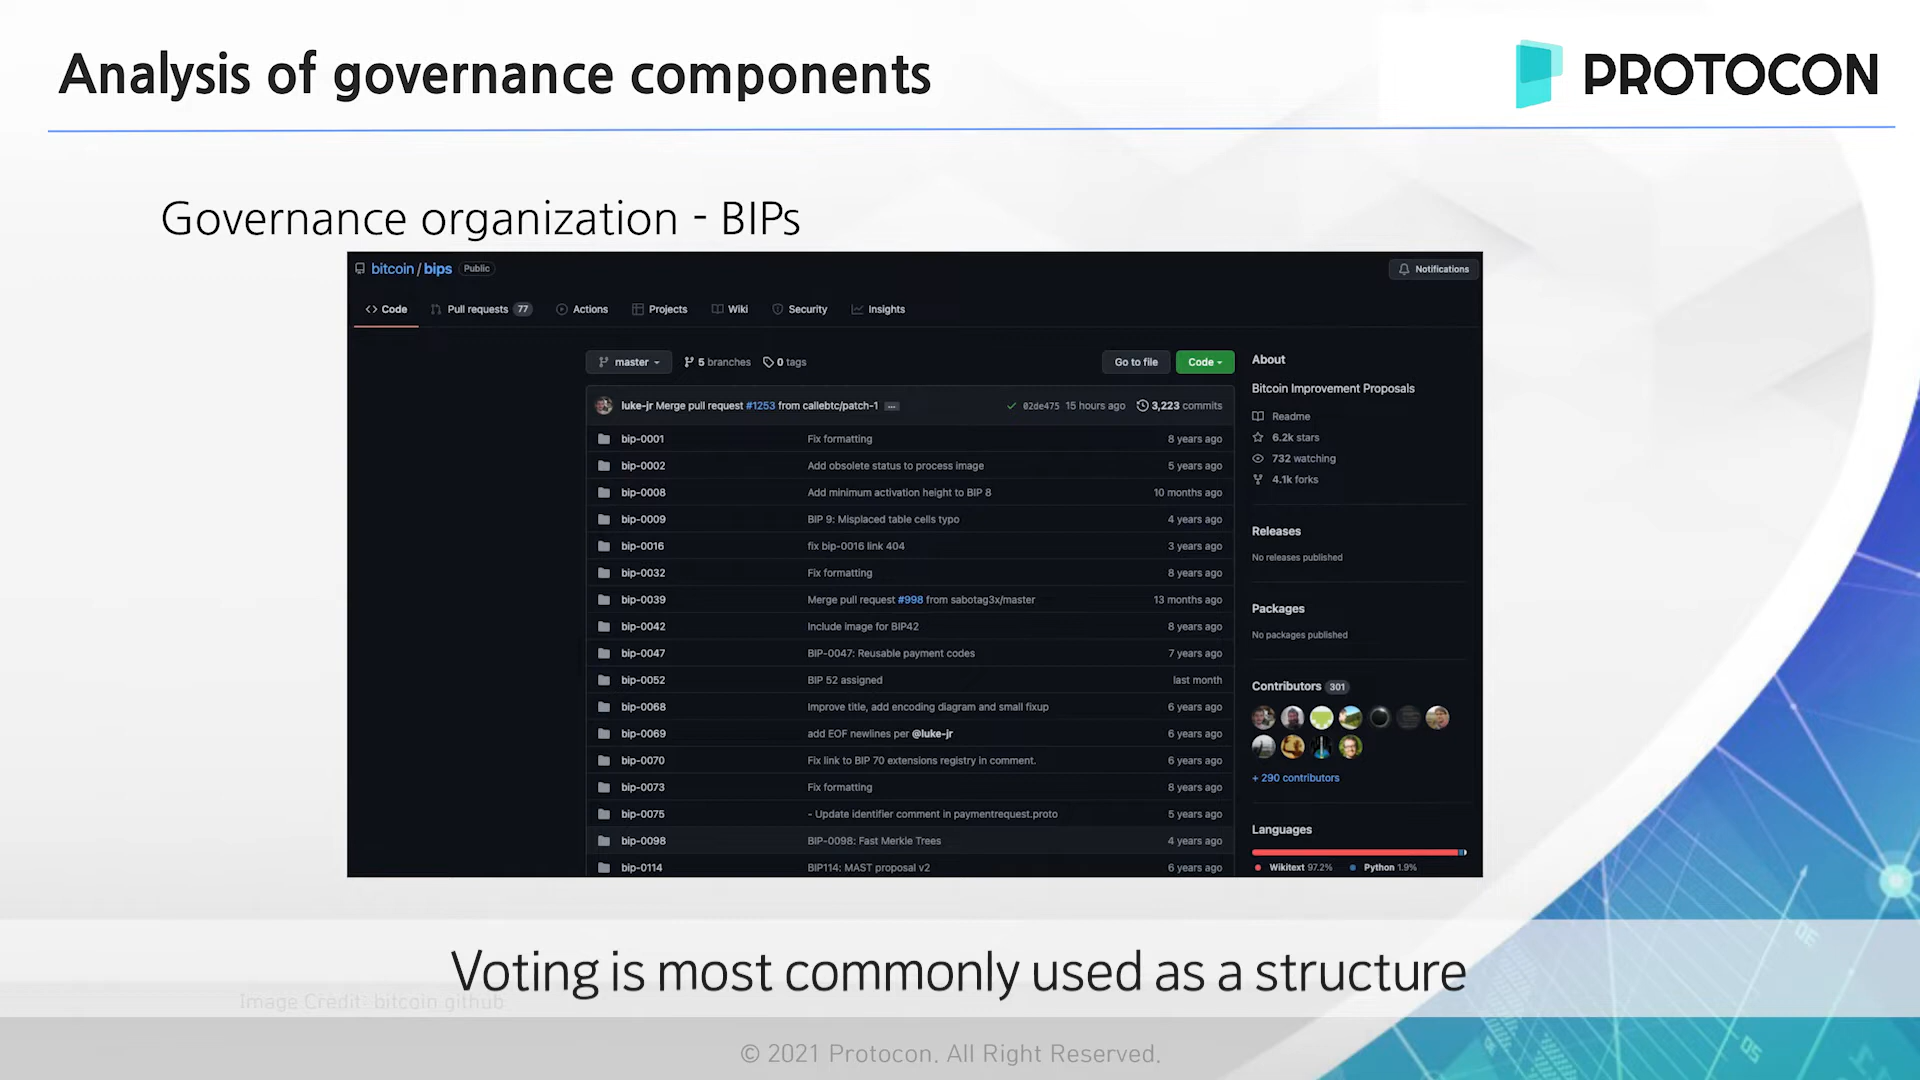 Analysis of governance components
PROTOCON
Governance organization - BIPs
bitcoin / bips Public
Notifications
Code Pull requests 77 Actions Projects Wiki Security Insights
master 5 branches 0 tags Go to file Code
luke-jr Merge pull request #1253 from callebtc/patch-1 ... 02de475 15 hours ago 3,223 commits
bip-0001 Fix formatting 8 years ago
bip-0002 Add obsolete status to process image 5 years ago
bip-0008 Add minimum activation height to BIP 8 10 months ago
bip-0009 BIP 9: Misplaced table cells typo 4 years ago
bip-0016 fix bip-0016 link 404 3 years ago
bip-0032 Fix formatting 8 years ago
bip-0039 Merge pull request #998 from sabotag3x/master 13 months ago
bip-0042 Include image for BIP42 8 years ago
bip-0047 BIP-0047: Reusable payment codes 7 years ago
bip-0052 BIP 52 assigned last month
bip-0068 Improve title, add encoding diagram and small fixup 6 years ago
bip-0069 add EOF newlines per @luke-jr 6 years ago
bip-0070 Fix link to BIP 70 extensions registry in comment. 6 years ago
bip-0073 Fix formatting 8 years ago
bip-0075 - Update identifier comment in paymentrequest.proto 5 years ago
bip-0098 BIP-0098: Fast Merkle Trees 4 years ago
bip-0114 BIP114: MAST proposal v2 6 years ago
About
Bitcoin Improvement Proposals
Readme
6.2k stars
732 watching
4.1k forks
Releases
No releases published
Packages
No packages published
Contributors 301
+ 290 contributors
Languages
Wikitext 97.2% Python 1.9%
Voting is most commonly used as a structure
Image Credit: bitcoin github
© 2021 Protocon. All Right Reserved.